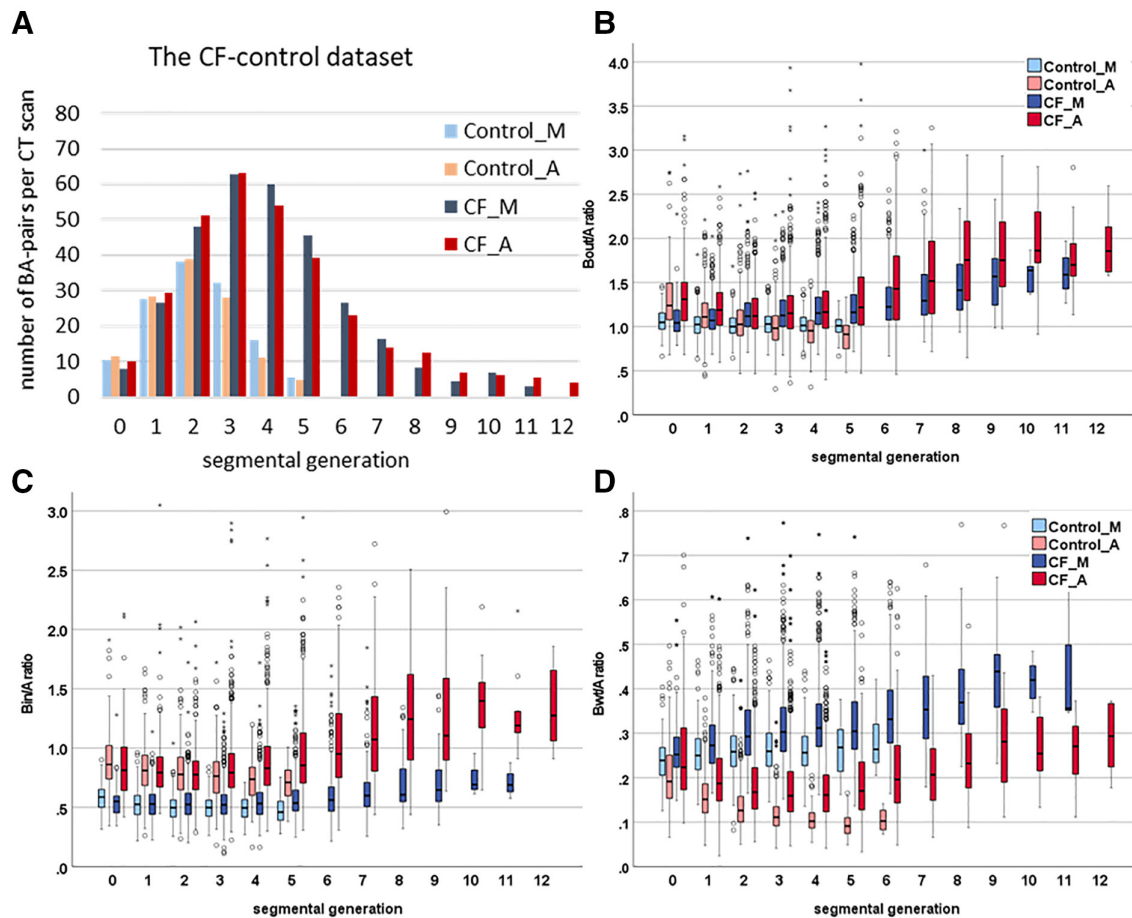 A
The CF-control dataset
number of BA-pairs per CT scan
80
70
60
50
40
30
20
10
0
Control_M
Control_A
CF_M
CF_A
0 1 2 3 4 5 6 7 8 9 10 11 12
segmental generation
B
Bout/A ratio
4.0
3.5
3.0
2.5
2.0
1.5
1.0
.5
.0
Control_M
Control_A
CF_M
CF_A
0 1 2 3 4 5 6 7 8 9 10 11 12
segmental generation
C
Bin/A ratio
3.0
2.5
2.0
1.5
1.0
.5
.0
0 1 2 3 4 5 6 7 8 9 10 11 12
segmental generation
D
Bwt/A ratio
.8
.7
.6
.5
.4
.3
.2
.1
.0
Control_M
Control_A
CF_M
CF_A
0 1 2 3 4 5 6 7 8 9 10 11 12
segmental generation